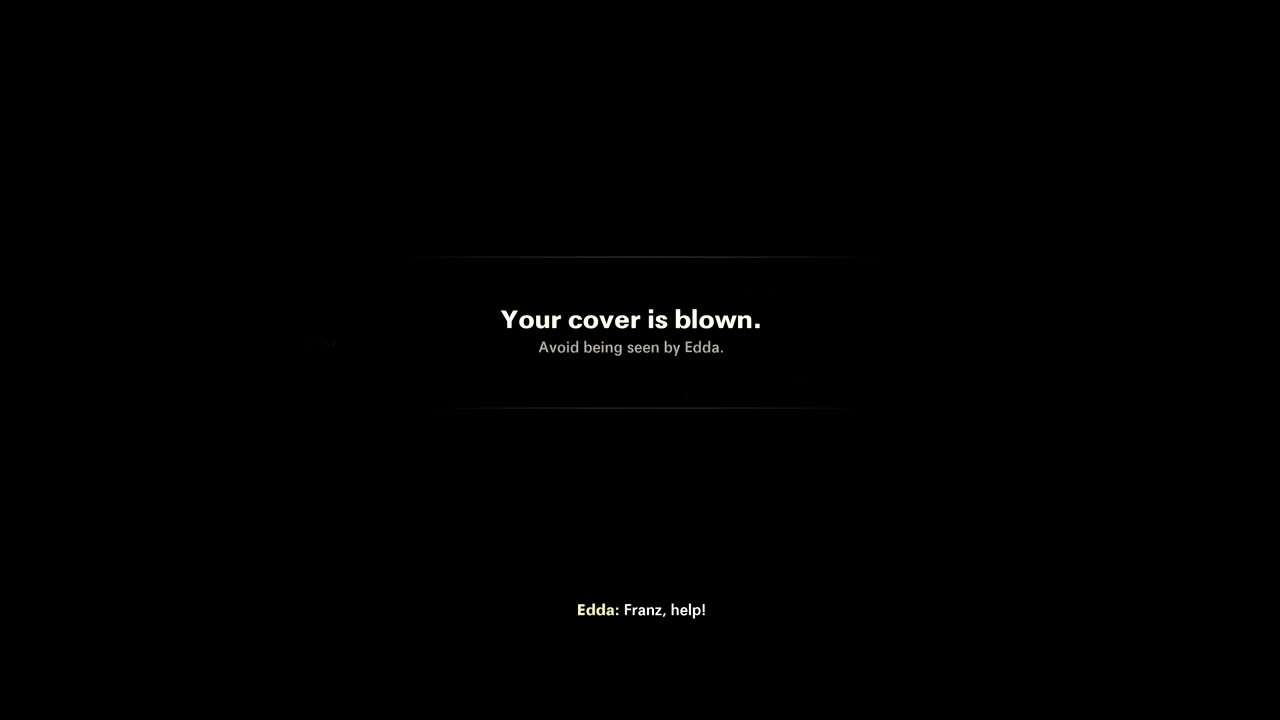 Your cover is blown.
Avoid being seen by Edda.
Edda: Franz, help!